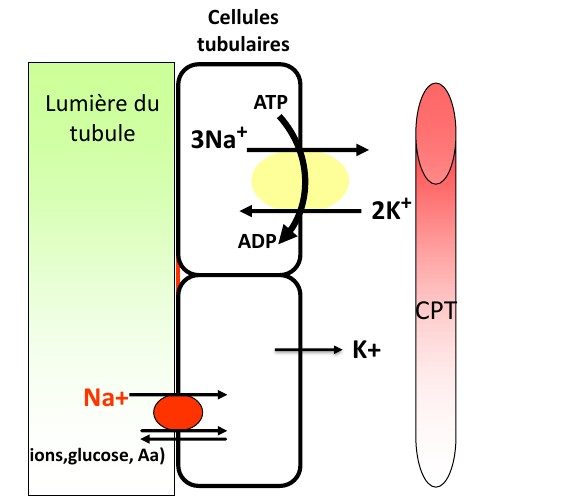 Cellules
tubulaires
Lumière du
tubule
ATP
3Na⁺
2K⁺
ADP
CPT
K+
Na+
ions,glucose, Aa)